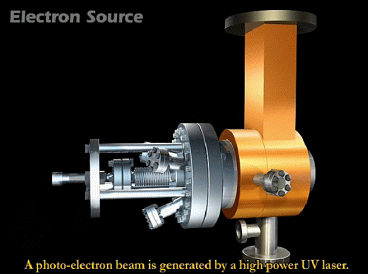 Electron Source
A photo-electron beam is generated by a high-power UV laser.